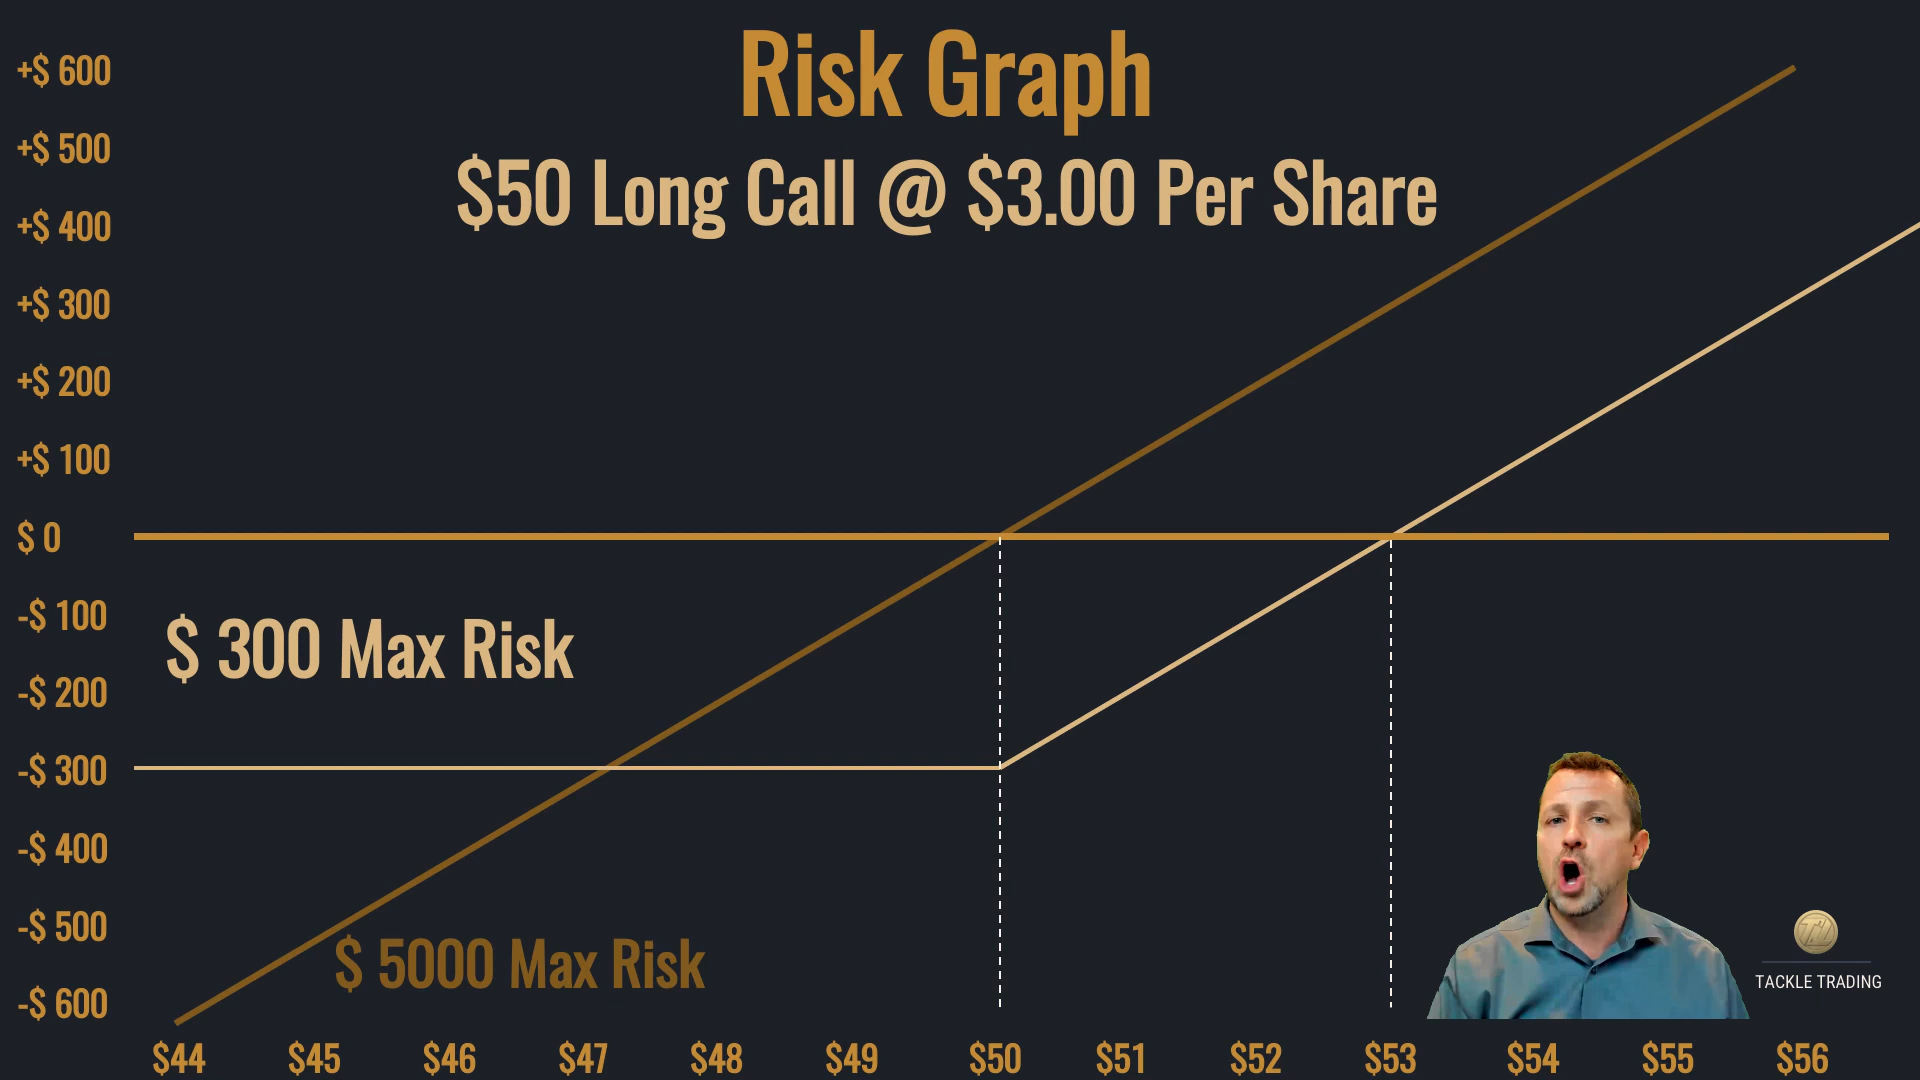 Risk Graph
$50 Long Call @ $3.00 Per Share
+$ 600
+$ 500
+$ 400
+$ 300
+$ 200
+$ 100
$ 0
-$ 100
-$ 200
-$ 300
-$ 400
-$ 500
-$ 600
$ 300 Max Risk
$ 5000 Max Risk
TACKLE TRADING
$44 $45 $46 $47 $48 $49 $50 $51 $52 $53 $54 $55 $56